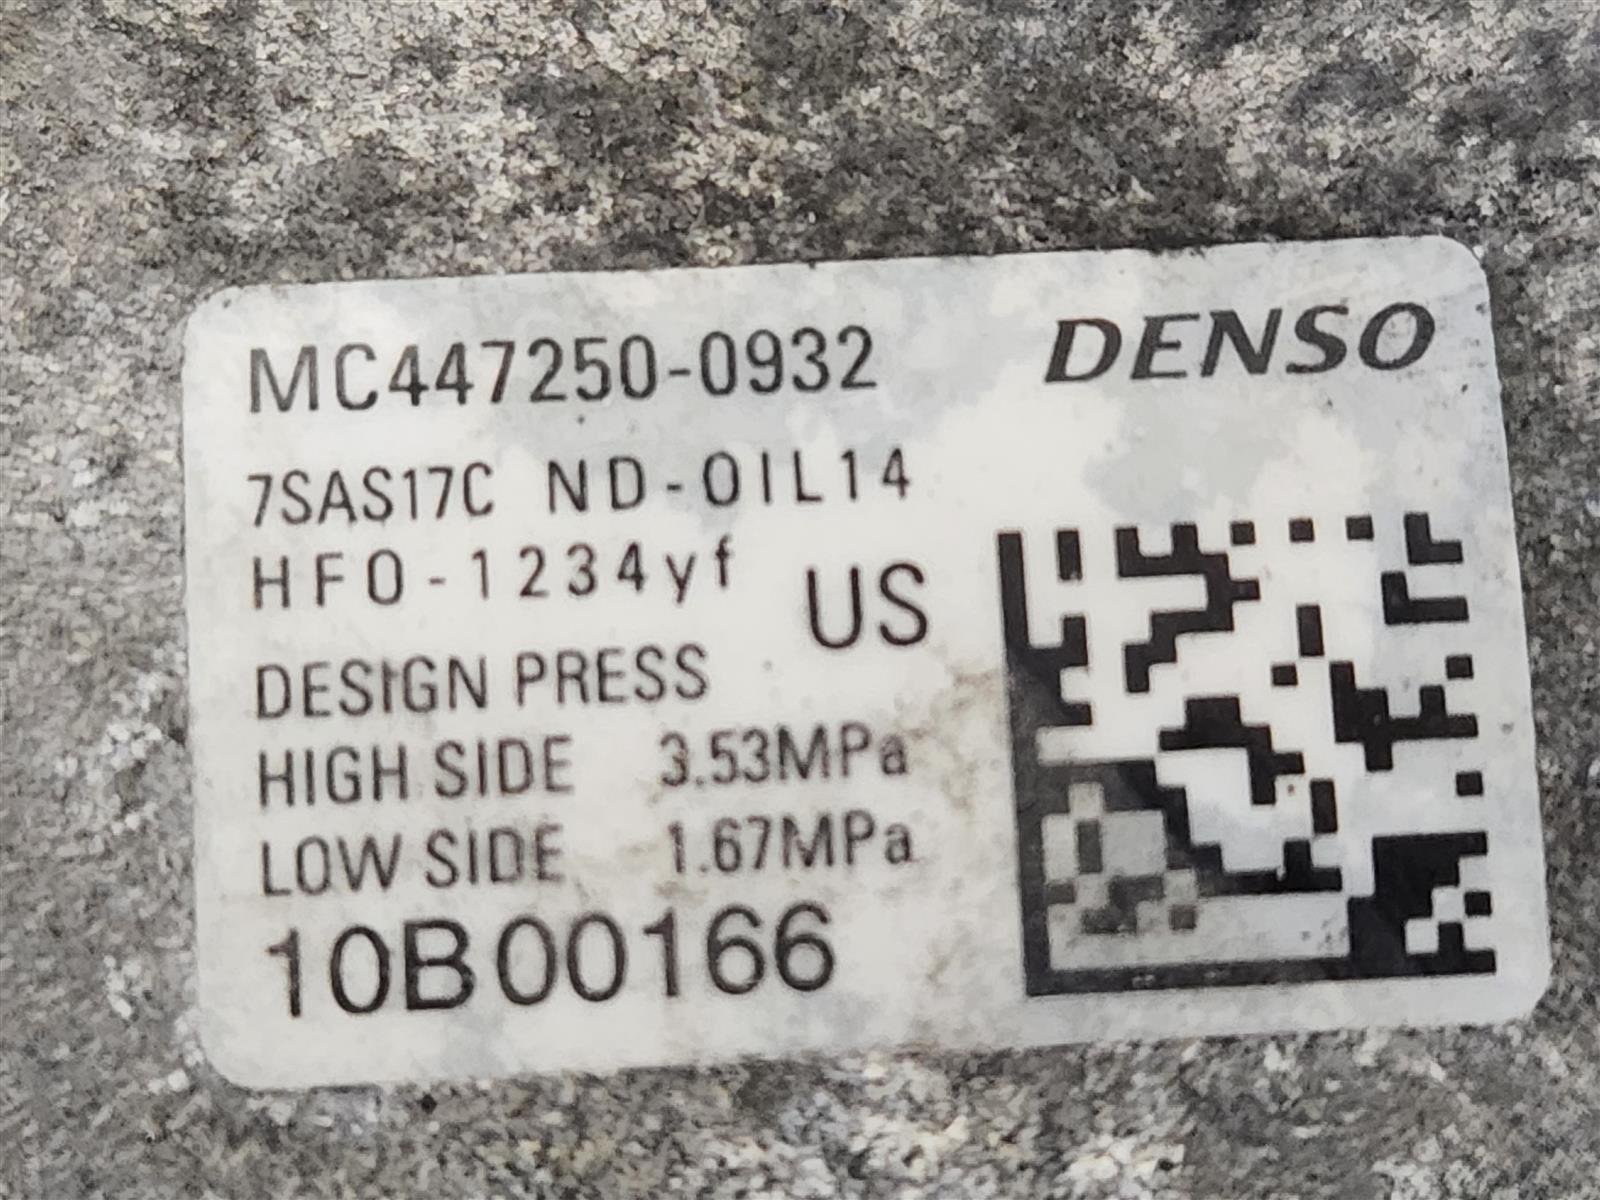 MC447250-0932 DENSO
7SAS17C ND-OIL14
HFO-1234yf US
DESIGN PRESS
HIGH SIDE 3.53MPa
LOW SIDE 1.67MPa
10B00166